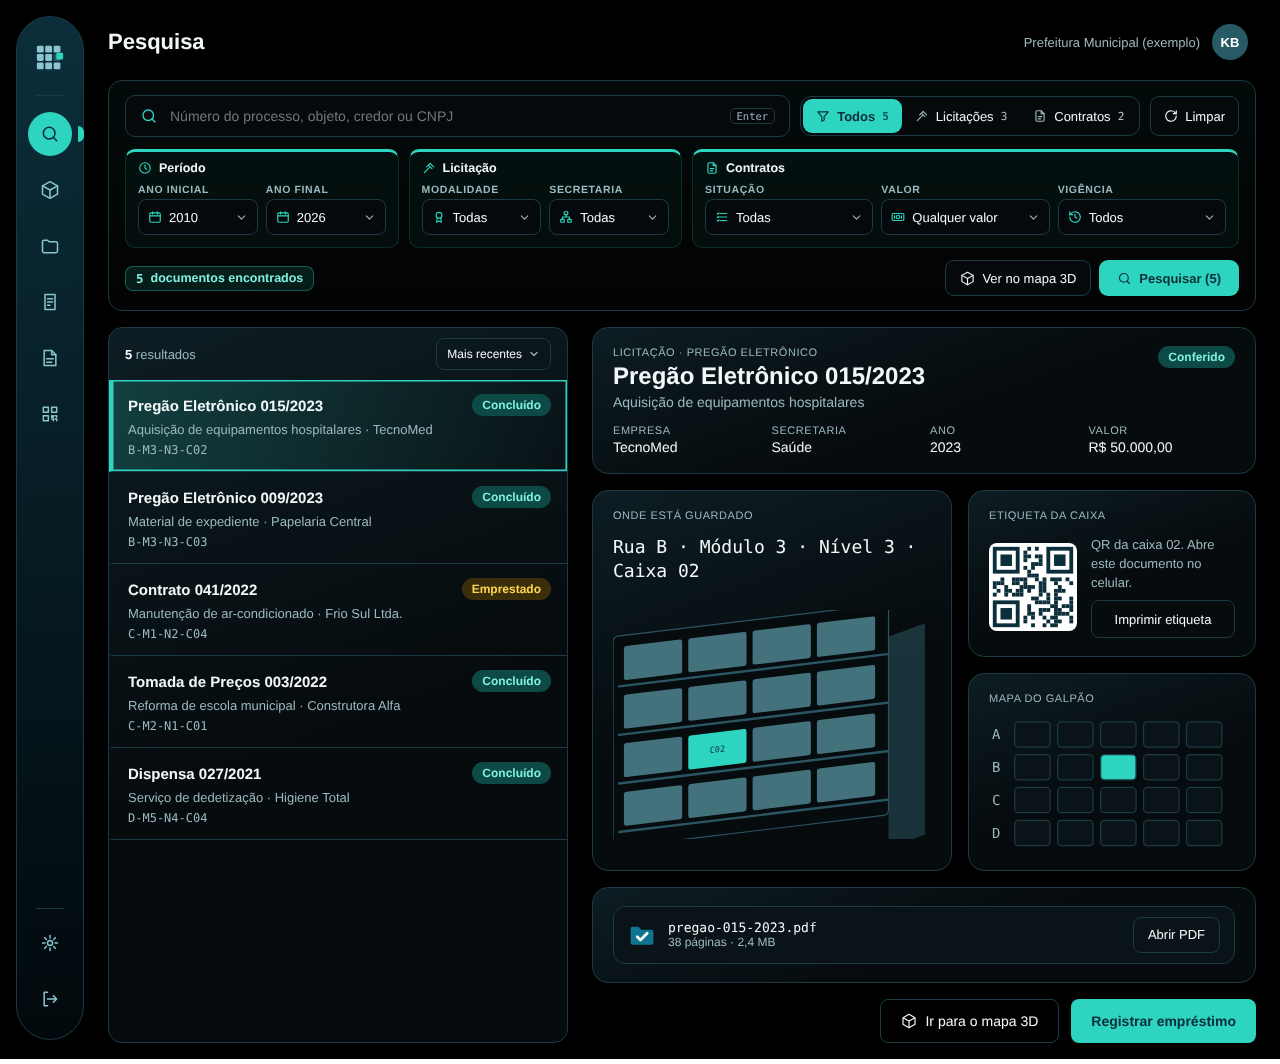 Pesquisa
Prefeitura Municipal (exemplo)
KB
Número do processo, objeto, credor ou CNPJ
Enter
Todos 5
Licitações 3
Contratos 2
Limpar
Período
ANO INICIAL
ANO FINAL
2010
2026
Licitação
MODALIDADE
SECRETARIA
Todas
Todas
Contratos
SITUAÇÃO
VALOR
VIGÊNCIA
Todas
Qualquer valor
Todos
5 documentos encontrados
Ver no mapa 3D
Pesquisar (5)
5 resultados
Mais recentes
Pregão Eletrônico 015/2023
Concluído
Aquisição de equipamentos hospitalares · TecnoMed
B-M3-N3-C02
Pregão Eletrônico 009/2023
Concluído
Material de expediente · Papelaria Central
B-M3-N3-C03
Contrato 041/2022
Emprestado
Manutenção de ar-condicionado · Frio Sul Ltda.
C-M1-N2-C04
Tomada de Preços 003/2022
Concluído
Reforma de escola municipal · Construtora Alfa
C-M2-N1-C01
Dispensa 027/2021
Concluído
Serviço de dedetização · Higiene Total
D-M5-N4-C04
LICITAÇÃO · PREGÃO ELETRÔNICO
Conferido
Pregão Eletrônico 015/2023
Aquisição de equipamentos hospitalares
EMPRESA
SECRETARIA
ANO
VALOR
TecnoMed
Saúde
2023
R$ 50.000,00
ONDE ESTÁ GUARDADO
Rua B · Módulo 3 · Nível 3 ·
Caixa 02
C02
ETIQUETA DA CAIXA
QR da caixa 02. Abre
este documento no
celular.
Imprimir etiqueta
MAPA DO GALPÃO
A
B
C
D
pregao-015-2023.pdf
38 páginas · 2,4 MB
Abrir PDF
Ir para o mapa 3D
Registrar empréstimo